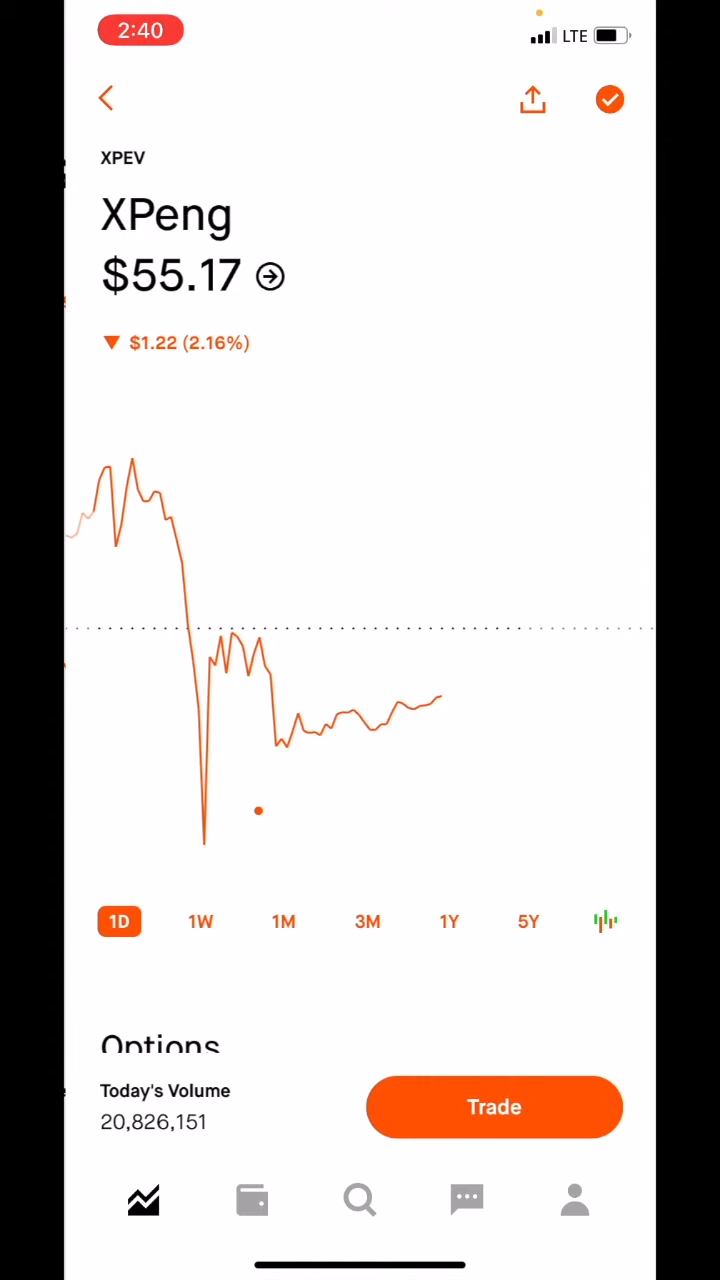 2:40
LTE
XPEV
XPeng
$55.17
▼ $1.22 (2.16%)
1D 1W 1M 3M 1Y 5Y
Options
Today's Volume
20,826,151
Trade